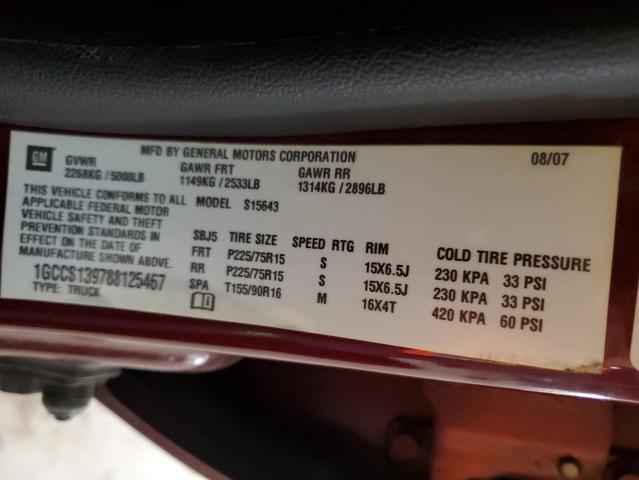 GM
MFD BY GENERAL MOTORS CORPORATION 08/07
GVWR GAWR FRT GAWR RR
2268KG / 5000LB 1149KG / 2533LB 1314KG / 2896LB
THIS VEHICLE CONFORMS TO ALL MODEL S15643
APPLICABLE FEDERAL MOTOR
VEHICLE SAFETY AND THEFT
PREVENTION STANDARDS IN
EFFECT ON THE DATE OF
MANUFACTURE SHOWN ABOVE.
1GCCS139788125467
TYPE: TRUCK
SBJ5 TIRE SIZE SPEED RTG RIM COLD TIRE PRESSURE
FRT P225/75R15 S 15X6.5J 230 KPA 33 PSI
RR P225/75R15 S 15X6.5J 230 KPA 33 PSI
SPA T155/90R16 M 16X4T 420 KPA 60 PSI